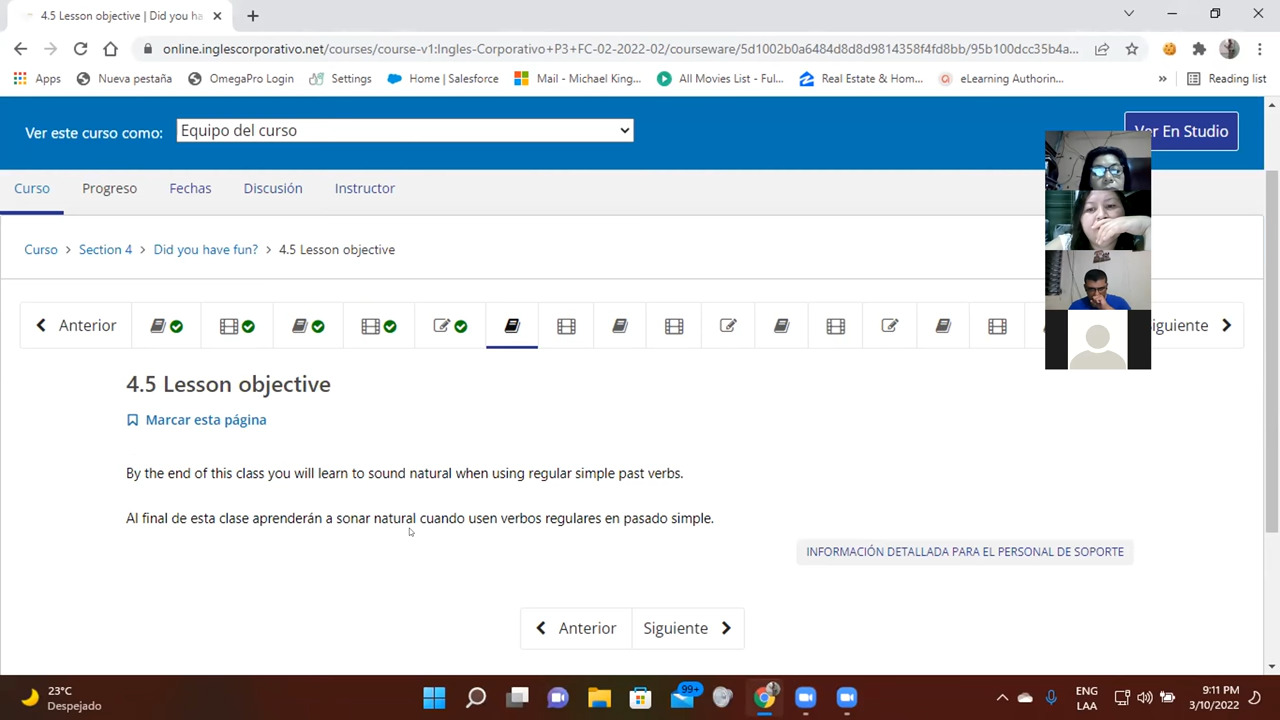 4.5 Lesson objective | Did you ha
online.inglescorporativo.net/courses/course-v1:Ingles-Corporativo+P3+FC-02-2022-02/courseware/5d1002b0a6484d8d8d9814358f4fd8bb/95b100dcc35b4a...
Apps Nueva pestaña OmegaPro Login Settings Home | Salesforce Mail - Michael King... All Movies List - Ful... Real Estate & Hom... eLearning Authorin... » Reading list
Ver este curso como: Equipo del curso Ver En Studio
Curso Progreso Fechas Discusión Instructor
Curso > Section 4 > Did you have fun? > 4.5 Lesson objective
Anterior Siguiente
4.5 Lesson objective
Marcar esta página
By the end of this class you will learn to sound natural when using regular simple past verbs.
Al final de esta clase aprenderán a sonar natural cuando usen verbos regulares en pasado simple.
INFORMACIÓN DETALLADA PARA EL PERSONAL DE SOPORTE
Anterior Siguiente
23°C
Despejado
99+
ENG
LAA
9:11 PM
3/10/2022